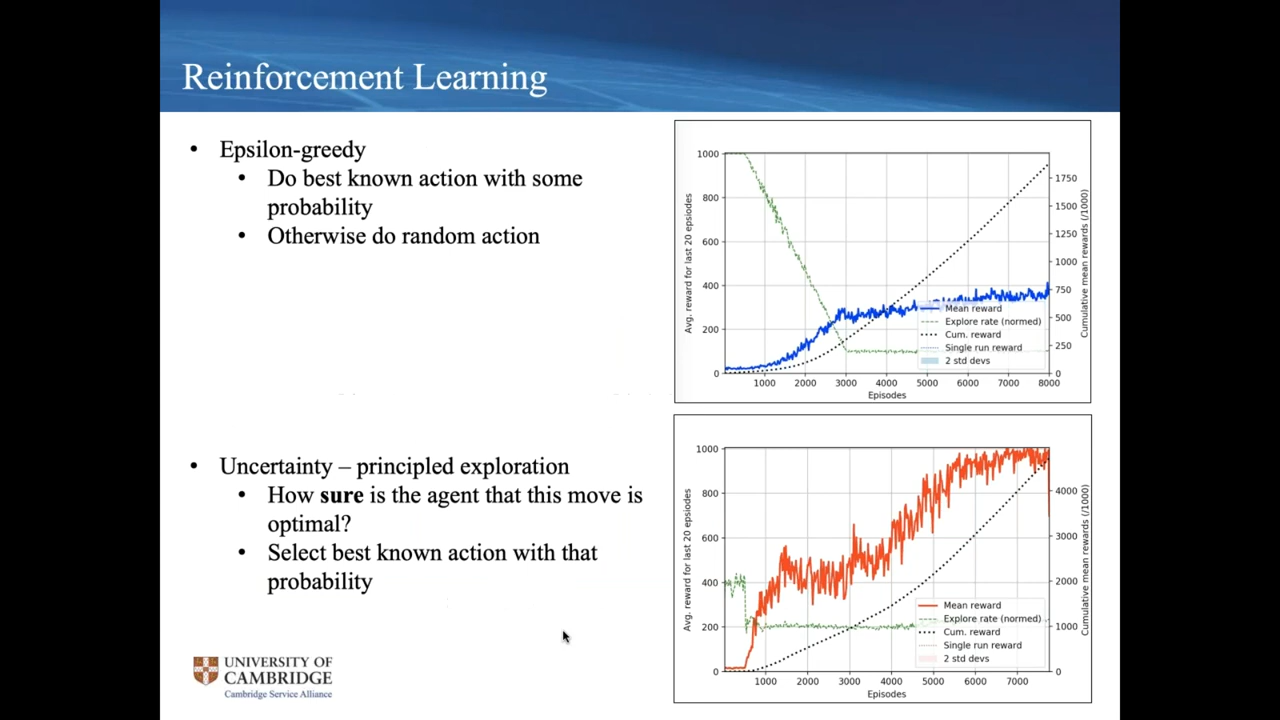 Reinforcement Learning
• Epsilon-greedy
• Do best known action with some
probability
• Otherwise do random action
• Uncertainty – principled exploration
• How sure is the agent that this move is
optimal?
• Select best known action with that
probability
UNIVERSITY OF
CAMBRIDGE
Cambridge Service Alliance
1000
800
600
400
200
0
Avg. reward for last 20 epsiodes
1000 2000 3000 4000 5000 6000 7000 8000
Episodes
1750
1500
1250
1000
750
500
250
0
Cumulative mean rewards (/1000)
Mean reward
Explore rate (normed)
Cum. reward
Single run reward
2 std devs
1000
800
600
400
200
0
Avg. reward for last 20 epsiodes
1000 2000 3000 4000 5000 6000 7000
Episodes
4000
3000
2000
1000
0
Cumulative mean rewards (/1000)
Mean reward
Explore rate (normed)
Cum. reward
Single run reward
2 std devs